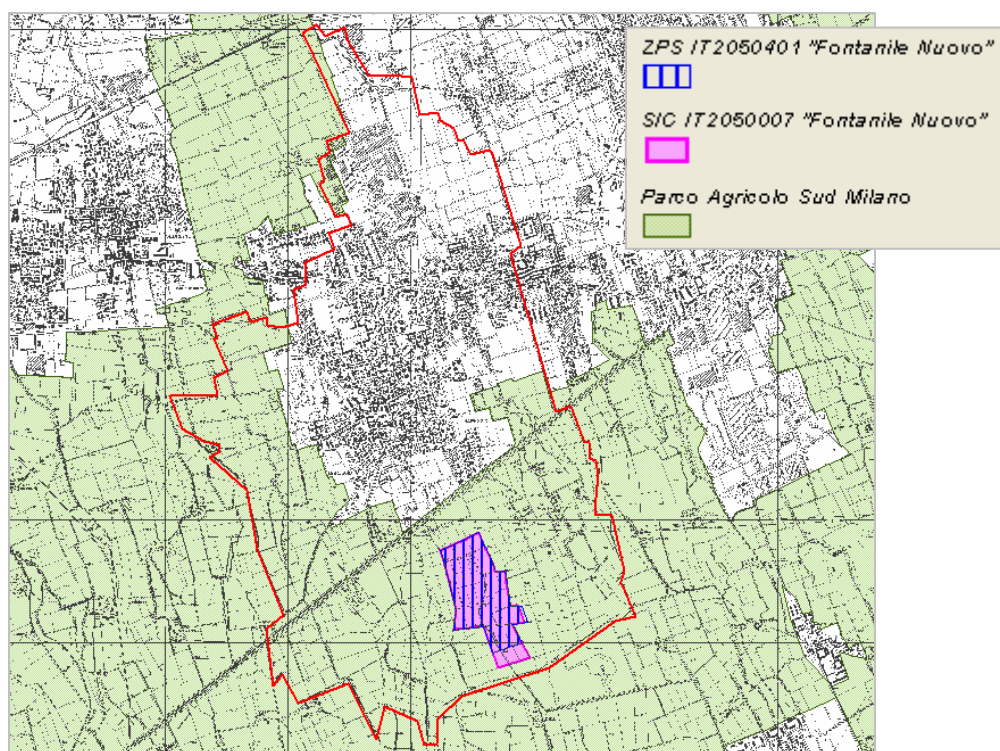 ZPS IT2050401 "Fontanile Nuovo"
SIC IT2050007 "Fontanile Nuovo"
Parco Agricolo Sud Milano